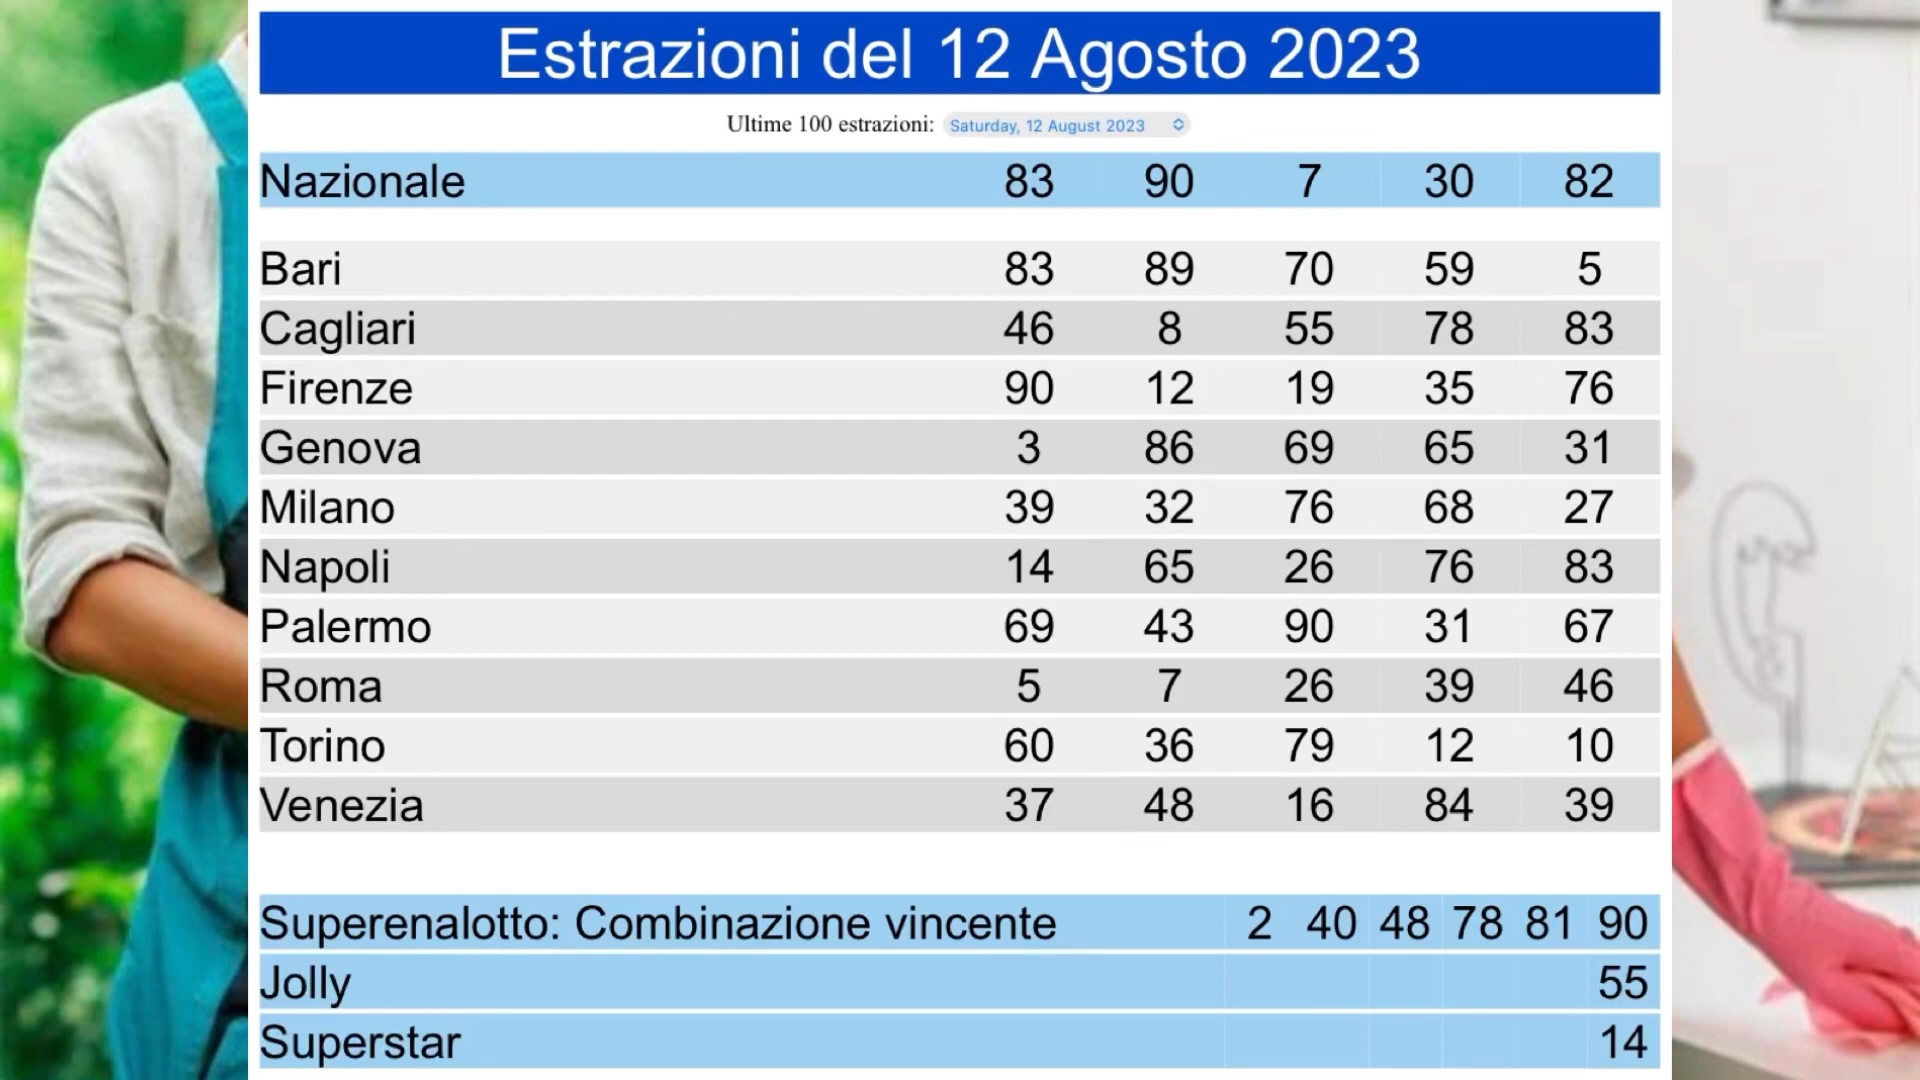 Estrazioni del 12 Agosto 2023
Ultime 100 estrazioni: Saturday, 12 August 2023
Nazionale 83 90 7 30 82
Bari 83 89 70 59 5
Cagliari 46 8 55 78 83
Firenze 90 12 19 35 76
Genova 3 86 69 65 31
Milano 39 32 76 68 27
Napoli 14 65 26 76 83
Palermo 69 43 90 31 67
Roma 5 7 26 39 46
Torino 60 36 79 12 10
Venezia 37 48 16 84 39
Superenalotto: Combinazione vincente 2 40 48 78 81 90
Jolly 55
Superstar 14